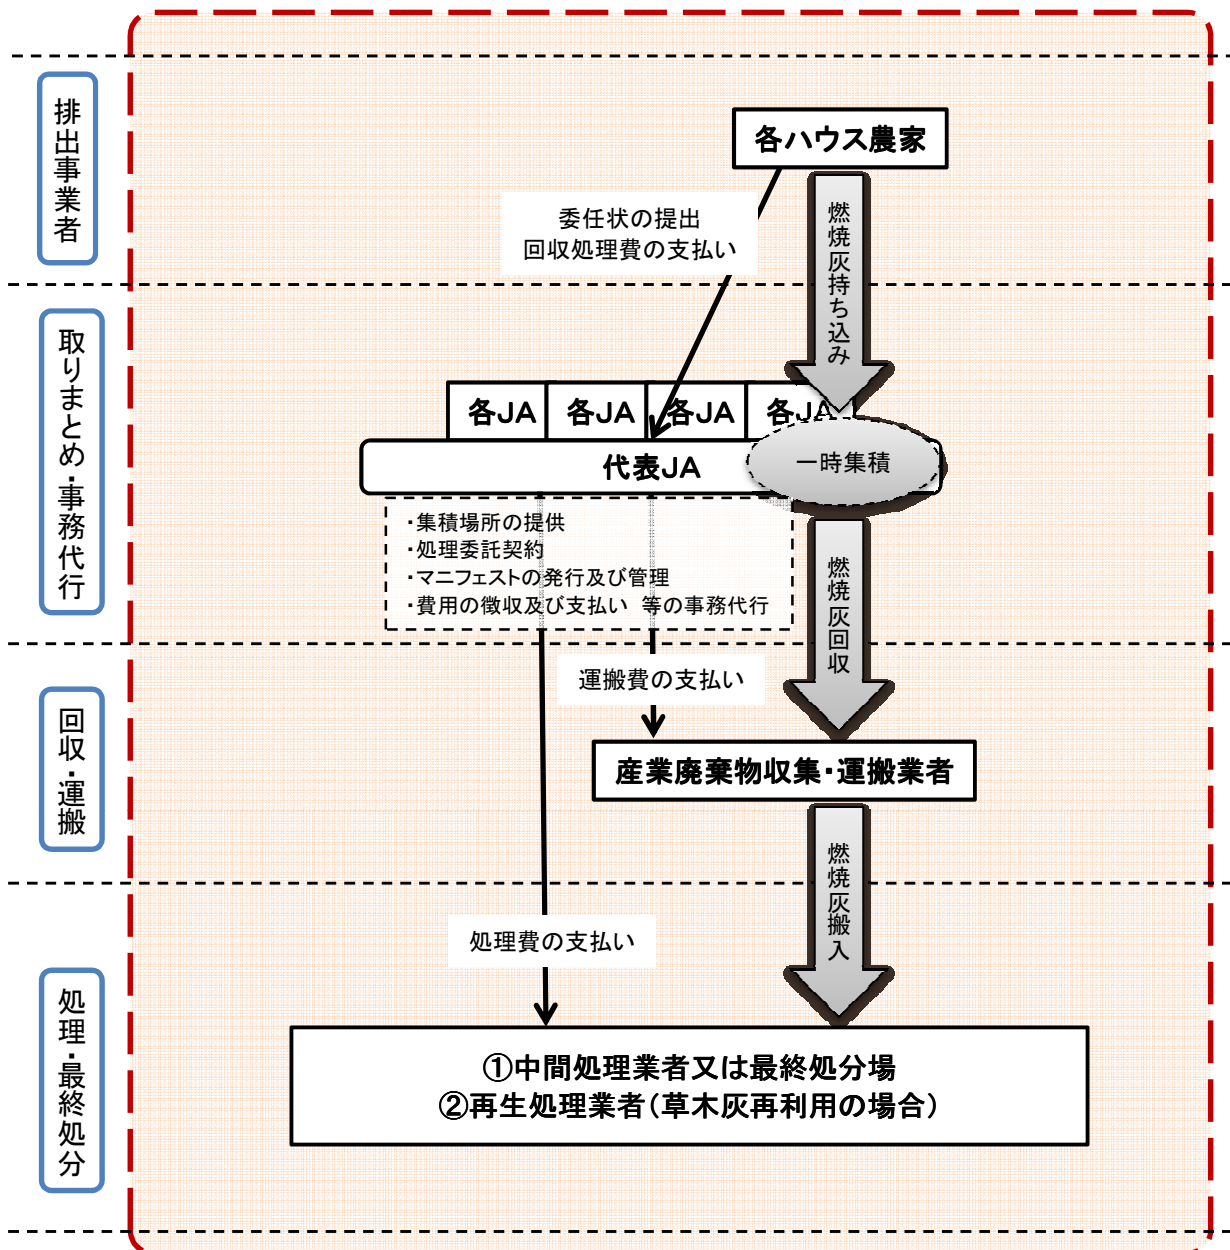 排出事業者
各ハウス農家
委任状の提出
回収処理費の支払い
燃焼灰持ち込み
取りまとめ・事務代行
各JA
各JA
各JA
各JA
代表JA
一時集積
・集積場所の提供
・処理委託契約
・マニフェストの発行及び管理
・費用の徴収及び支払い 等の事務代行
燃焼灰回収
回収・運搬
運搬費の支払い
産業廃棄物収集・運搬業者
燃焼灰搬入
処理・最終処分
処理費の支払い
①中間処理業者又は最終処分場
②再生処理業者(草木灰再利用の場合)